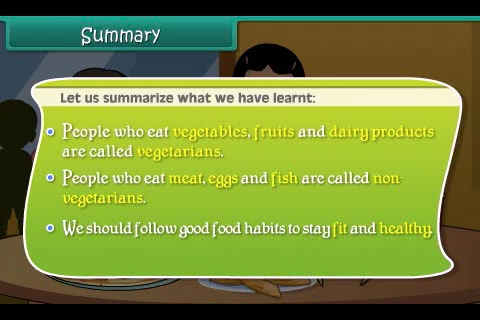 Summary
Let us summarize what we have learnt:
People who eat vegetables, fruits and dairy products
are called vegetarians.
People who eat meat, eggs and fish are called non-
vegetarians.
We should follow good food habits to stay fit and healthy.